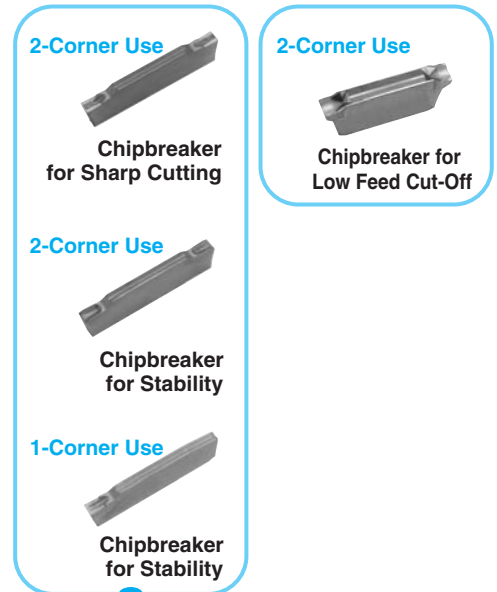 2-Corner Use
Chipbreaker
for Sharp Cutting
2-Corner Use
Chipbreaker
for Stability
1-Corner Use
Chipbreaker
for Stability
2-Corner Use
Chipbreaker for
Low Feed Cut-Off